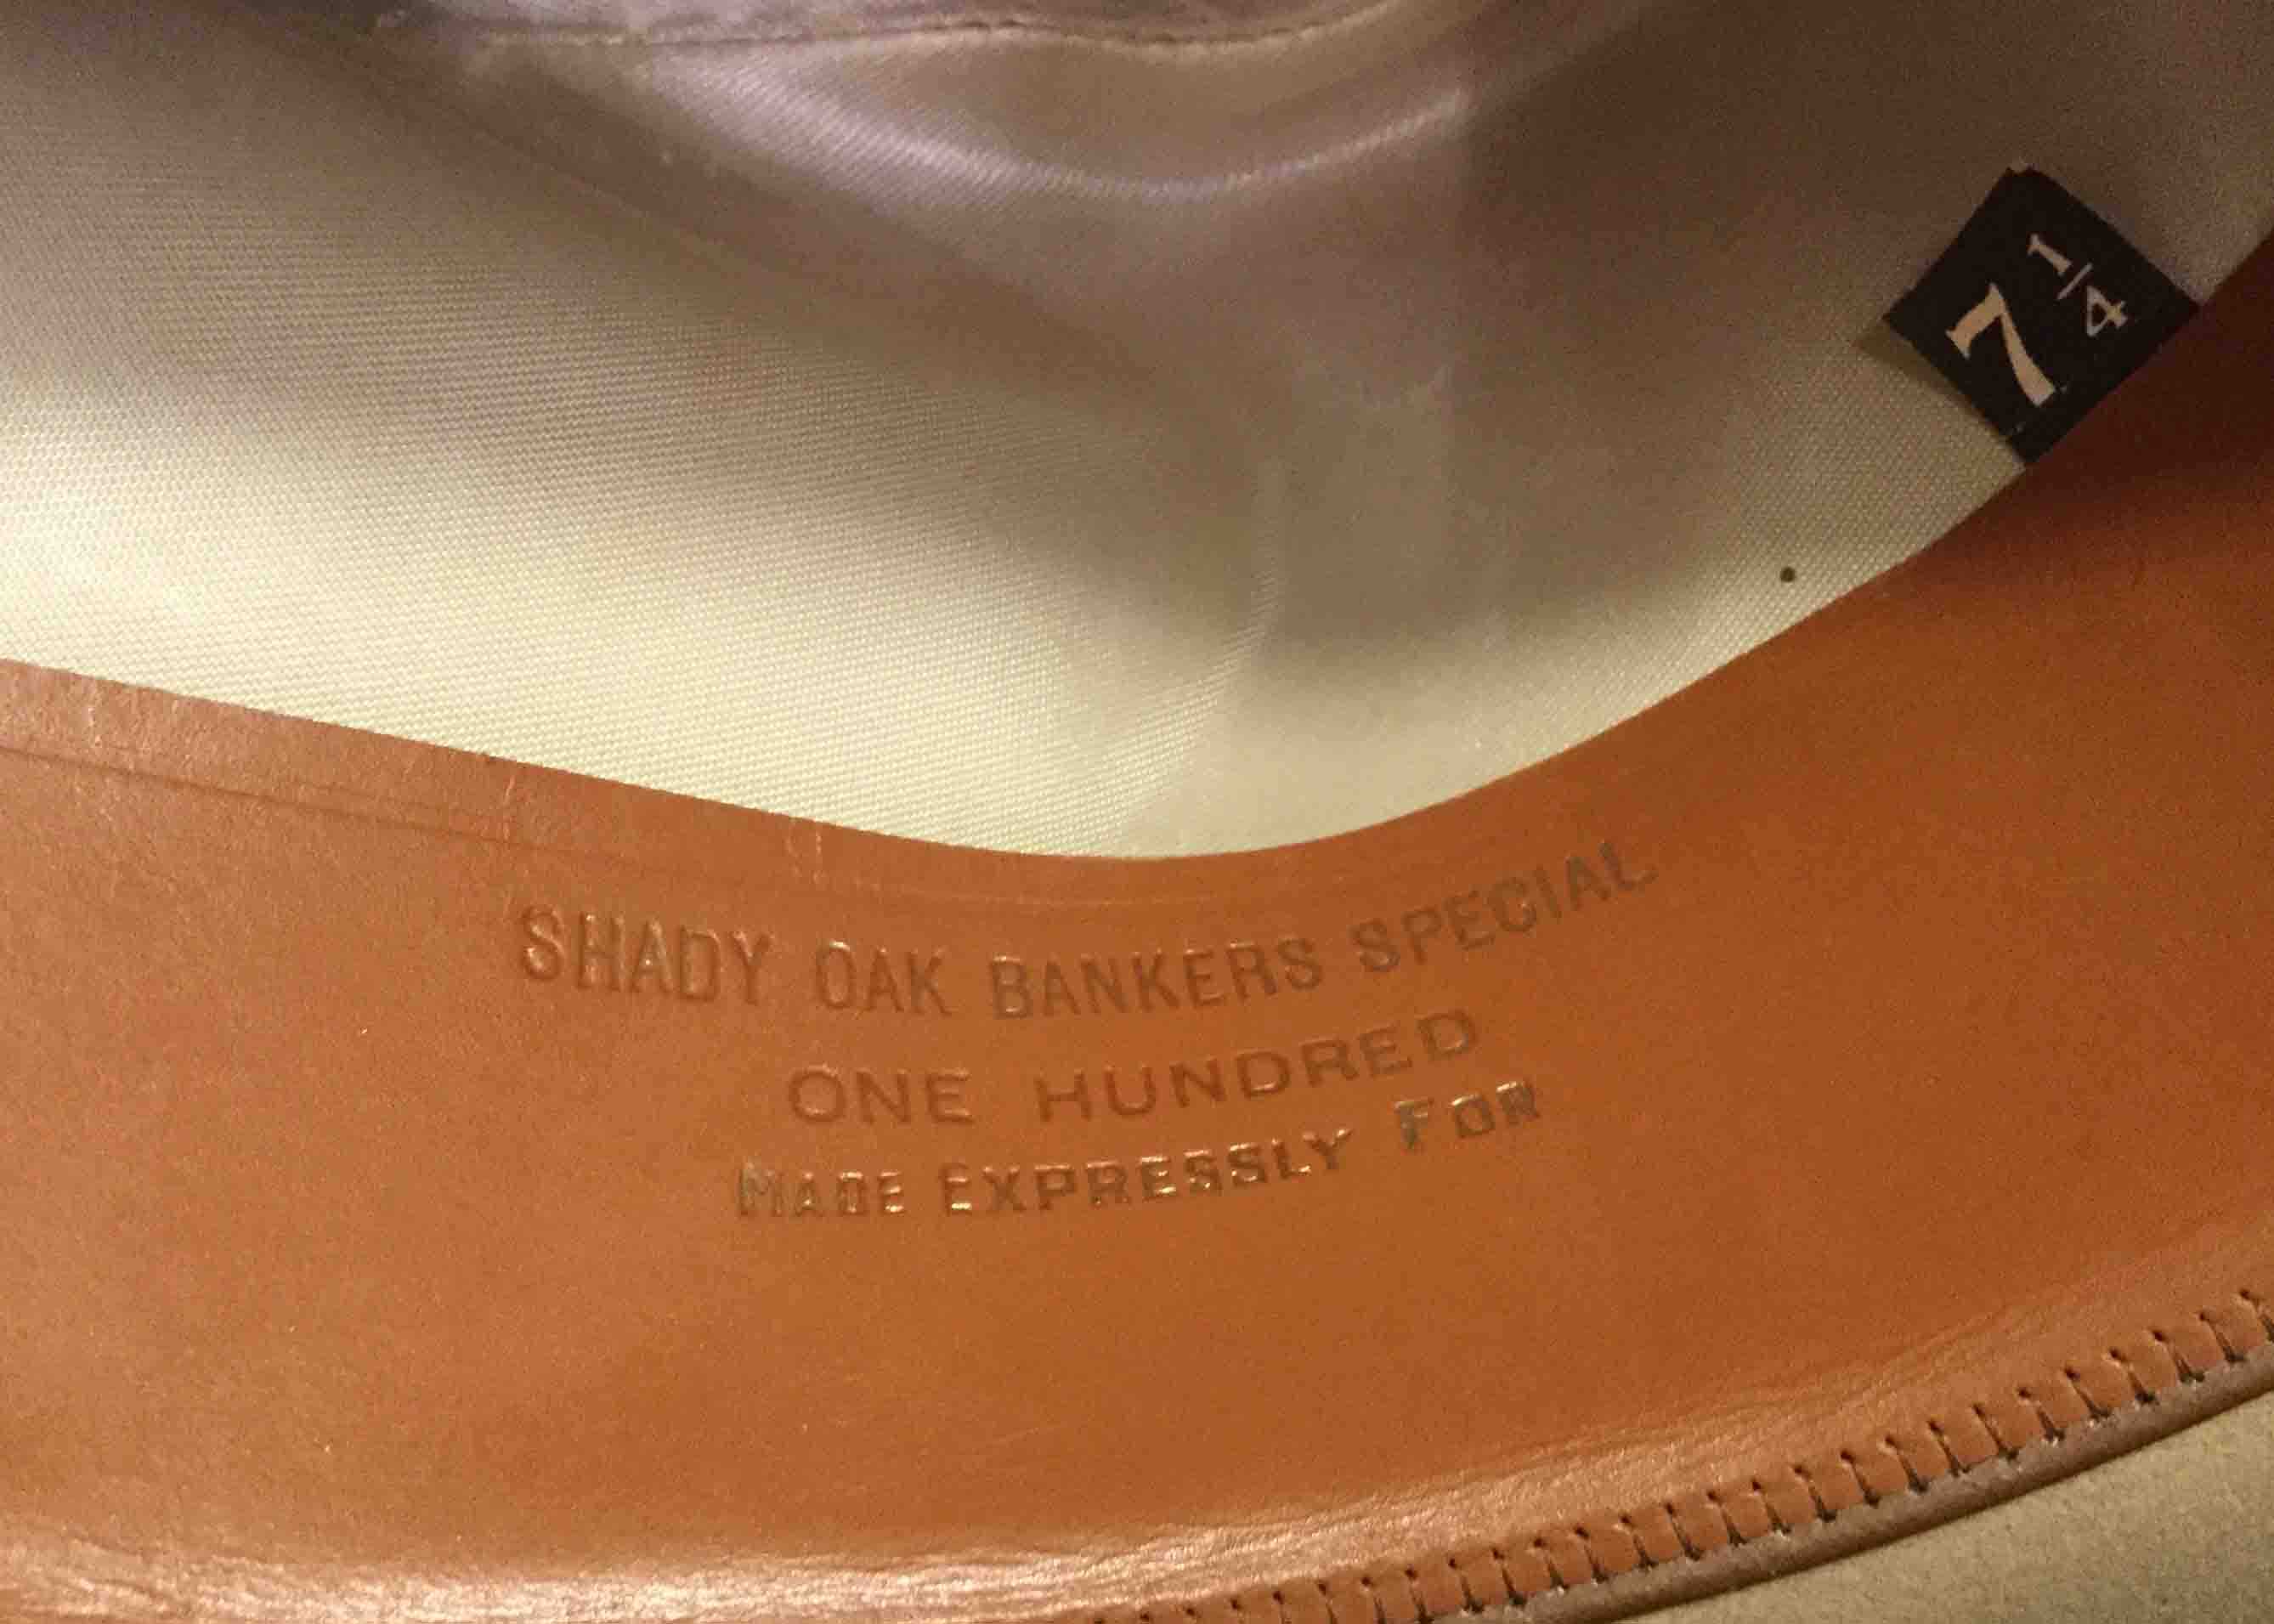 7 1/4
SHADY OAK BANKERS SPECIAL
ONE HUNDRED
MADE EXPRESSLY FOR